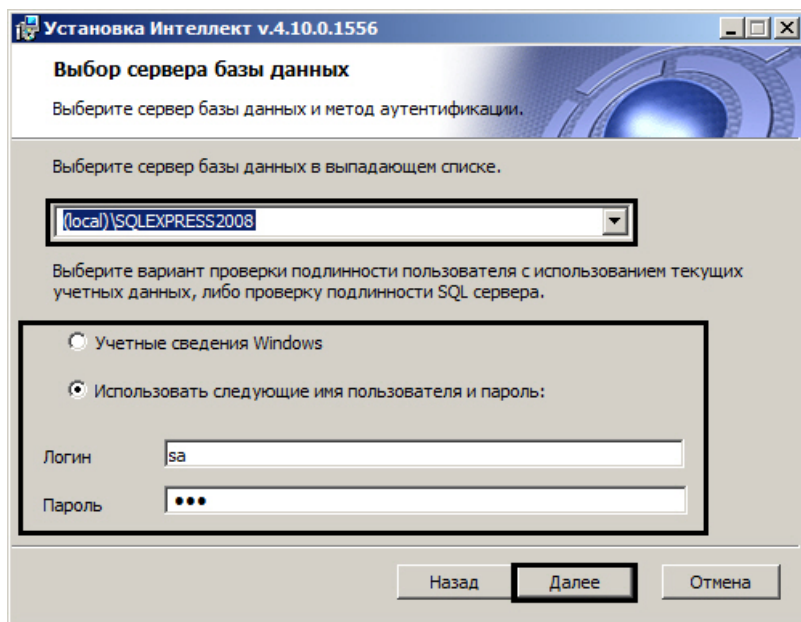 Установка Интеллект v.4.10.0.1556
Выбор сервера базы данных
Выберите сервер базы данных и метод аутентификации.
Выберите сервер базы данных в выпадающем списке.
(local)\SQLEXPRESS2008
Выберите вариант проверки подлинности пользователя с использованием текущих
учетных данных, либо проверку подлинности SQL сервера.
Учетные сведения Windows
Использовать следующие имя пользователя и пароль:
Логин sa
Пароль •••
Назад Далее Отмена